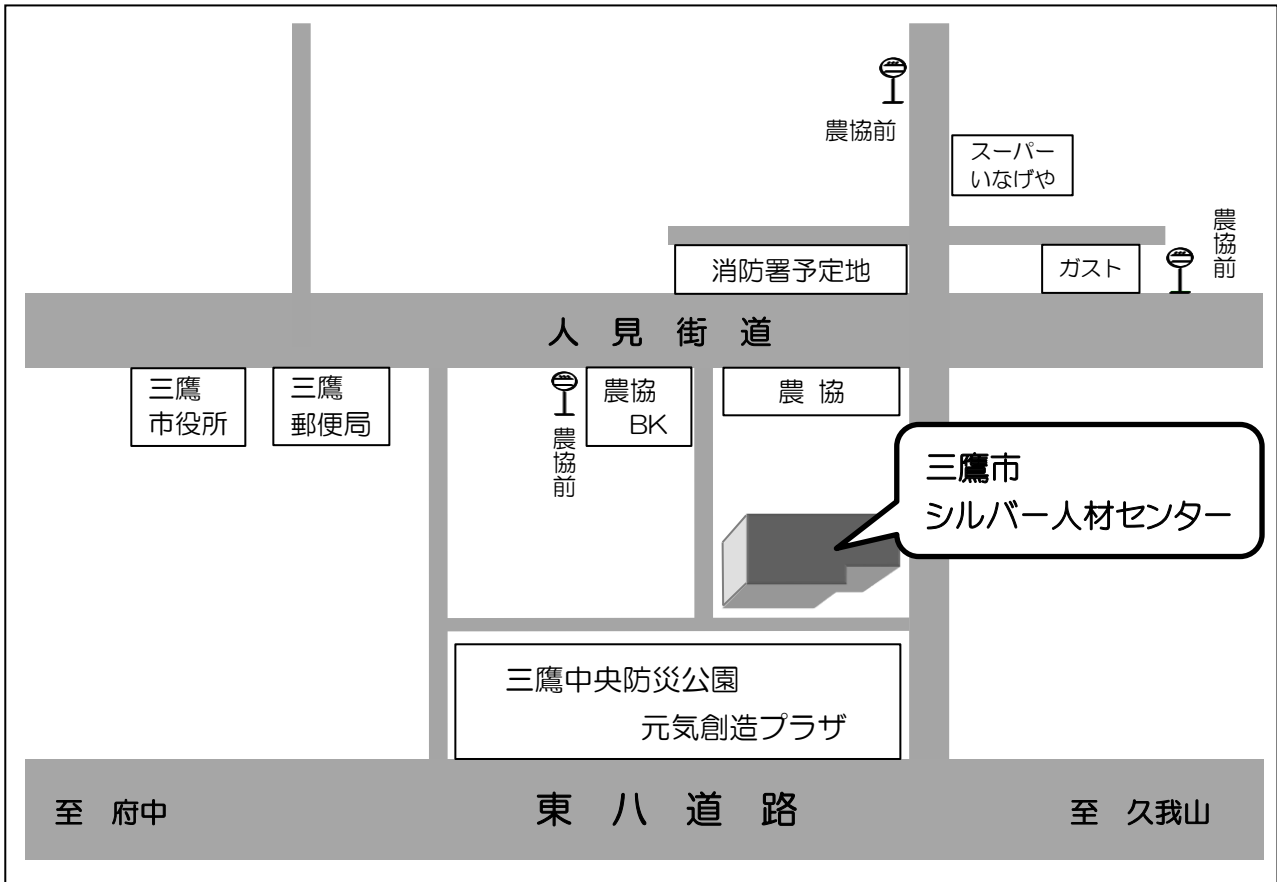 農協前
スーパー
いなげや
農協前
消防署予定地
ガスト
人見街道
三鷹
市役所
三鷹
郵便局
農協前
農協
BK
農協
三鷹市
シルバー人材センター
三鷹中央防災公園
元気創造プラザ
至 府中
東八道路
至 久我山